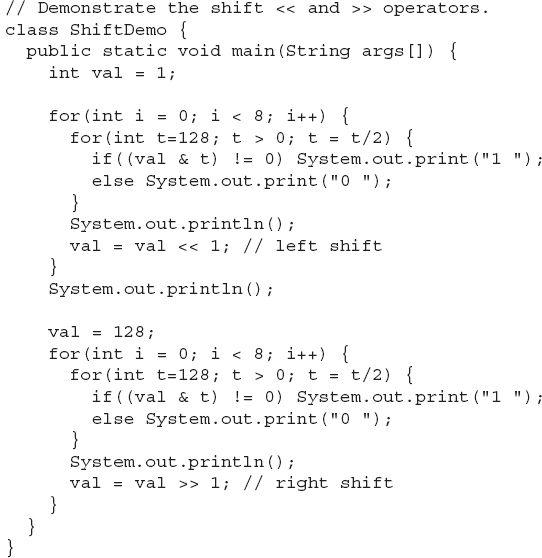 // Demonstrate the shift << and >> operators.
class ShiftDemo {
  public static void main(String args[]) {
    int val = 1;

    for(int i = 0; i < 8; i++) {
      for(int t=128; t > 0; t = t/2) {
        if((val & t) != 0) System.out.print("1 ");
        else System.out.print("0 ");
      }
      System.out.println();
      val = val << 1; // left shift
    }
    System.out.println();

    val = 128;
    for(int i = 0; i < 8; i++) {
      for(int t=128; t > 0; t = t/2) {
        if((val & t) != 0) System.out.print("1 ");
        else System.out.print("0 ");
      }
      System.out.println();
      val = val >> 1; // right shift
    }
  }
}